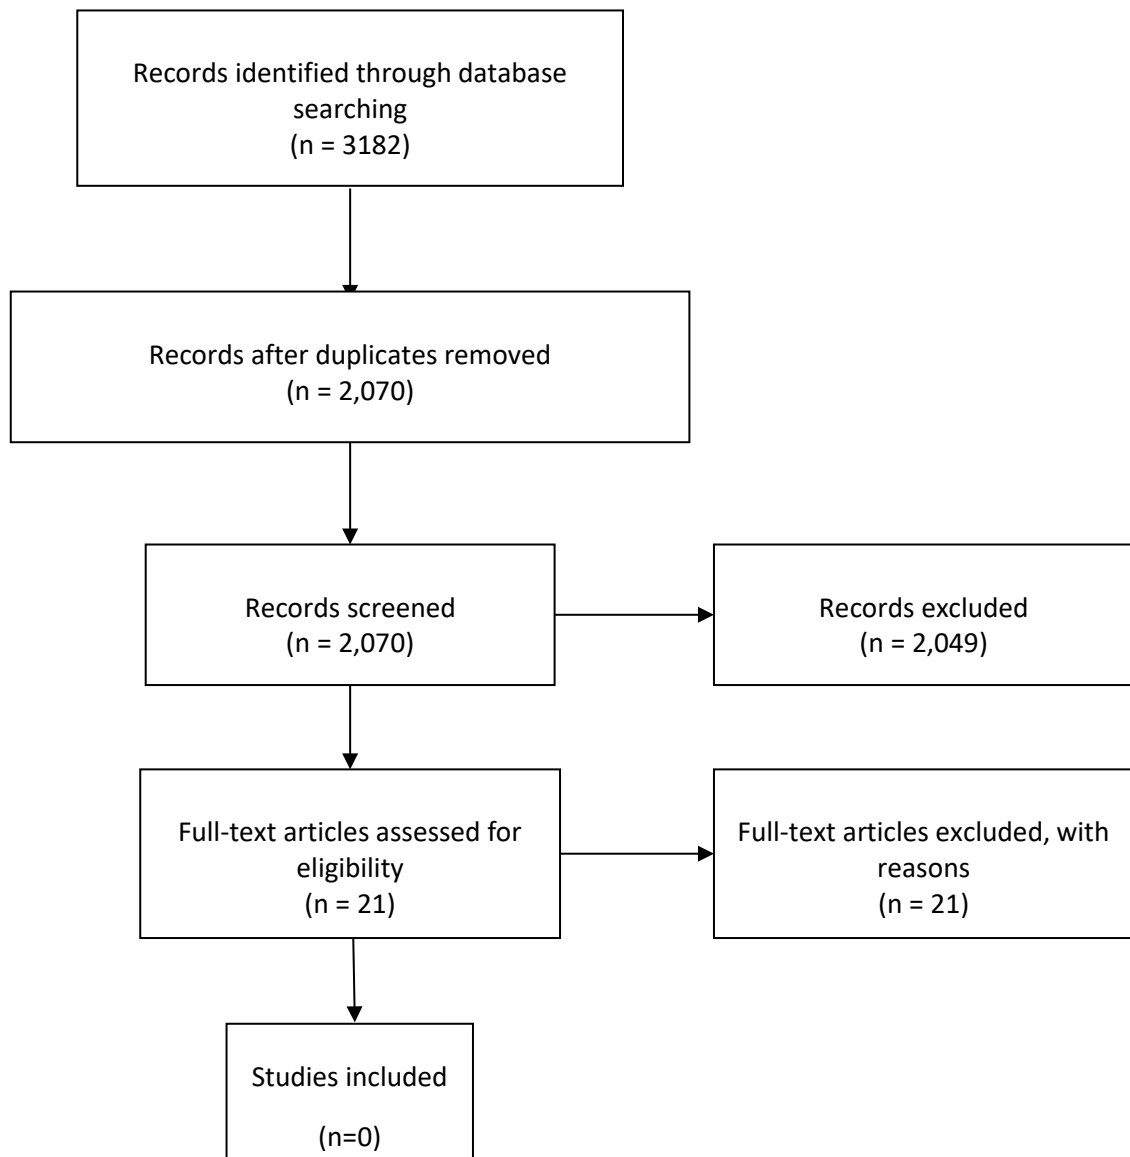 Records identified through database
searching
(n = 3182)
Records after duplicates removed
(n = 2,070)
Records screened
(n = 2,070)
Records excluded
(n = 2,049)
Full-text articles assessed for
eligibility
(n = 21)
Full-text articles excluded, with
reasons
(n = 21)
Studies included
(n=0)